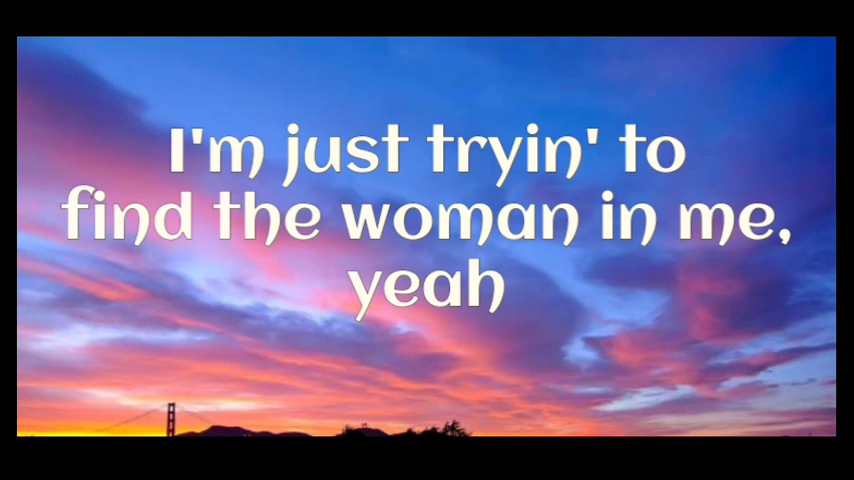 I'm just tryin' to
find the woman in me,
yeah